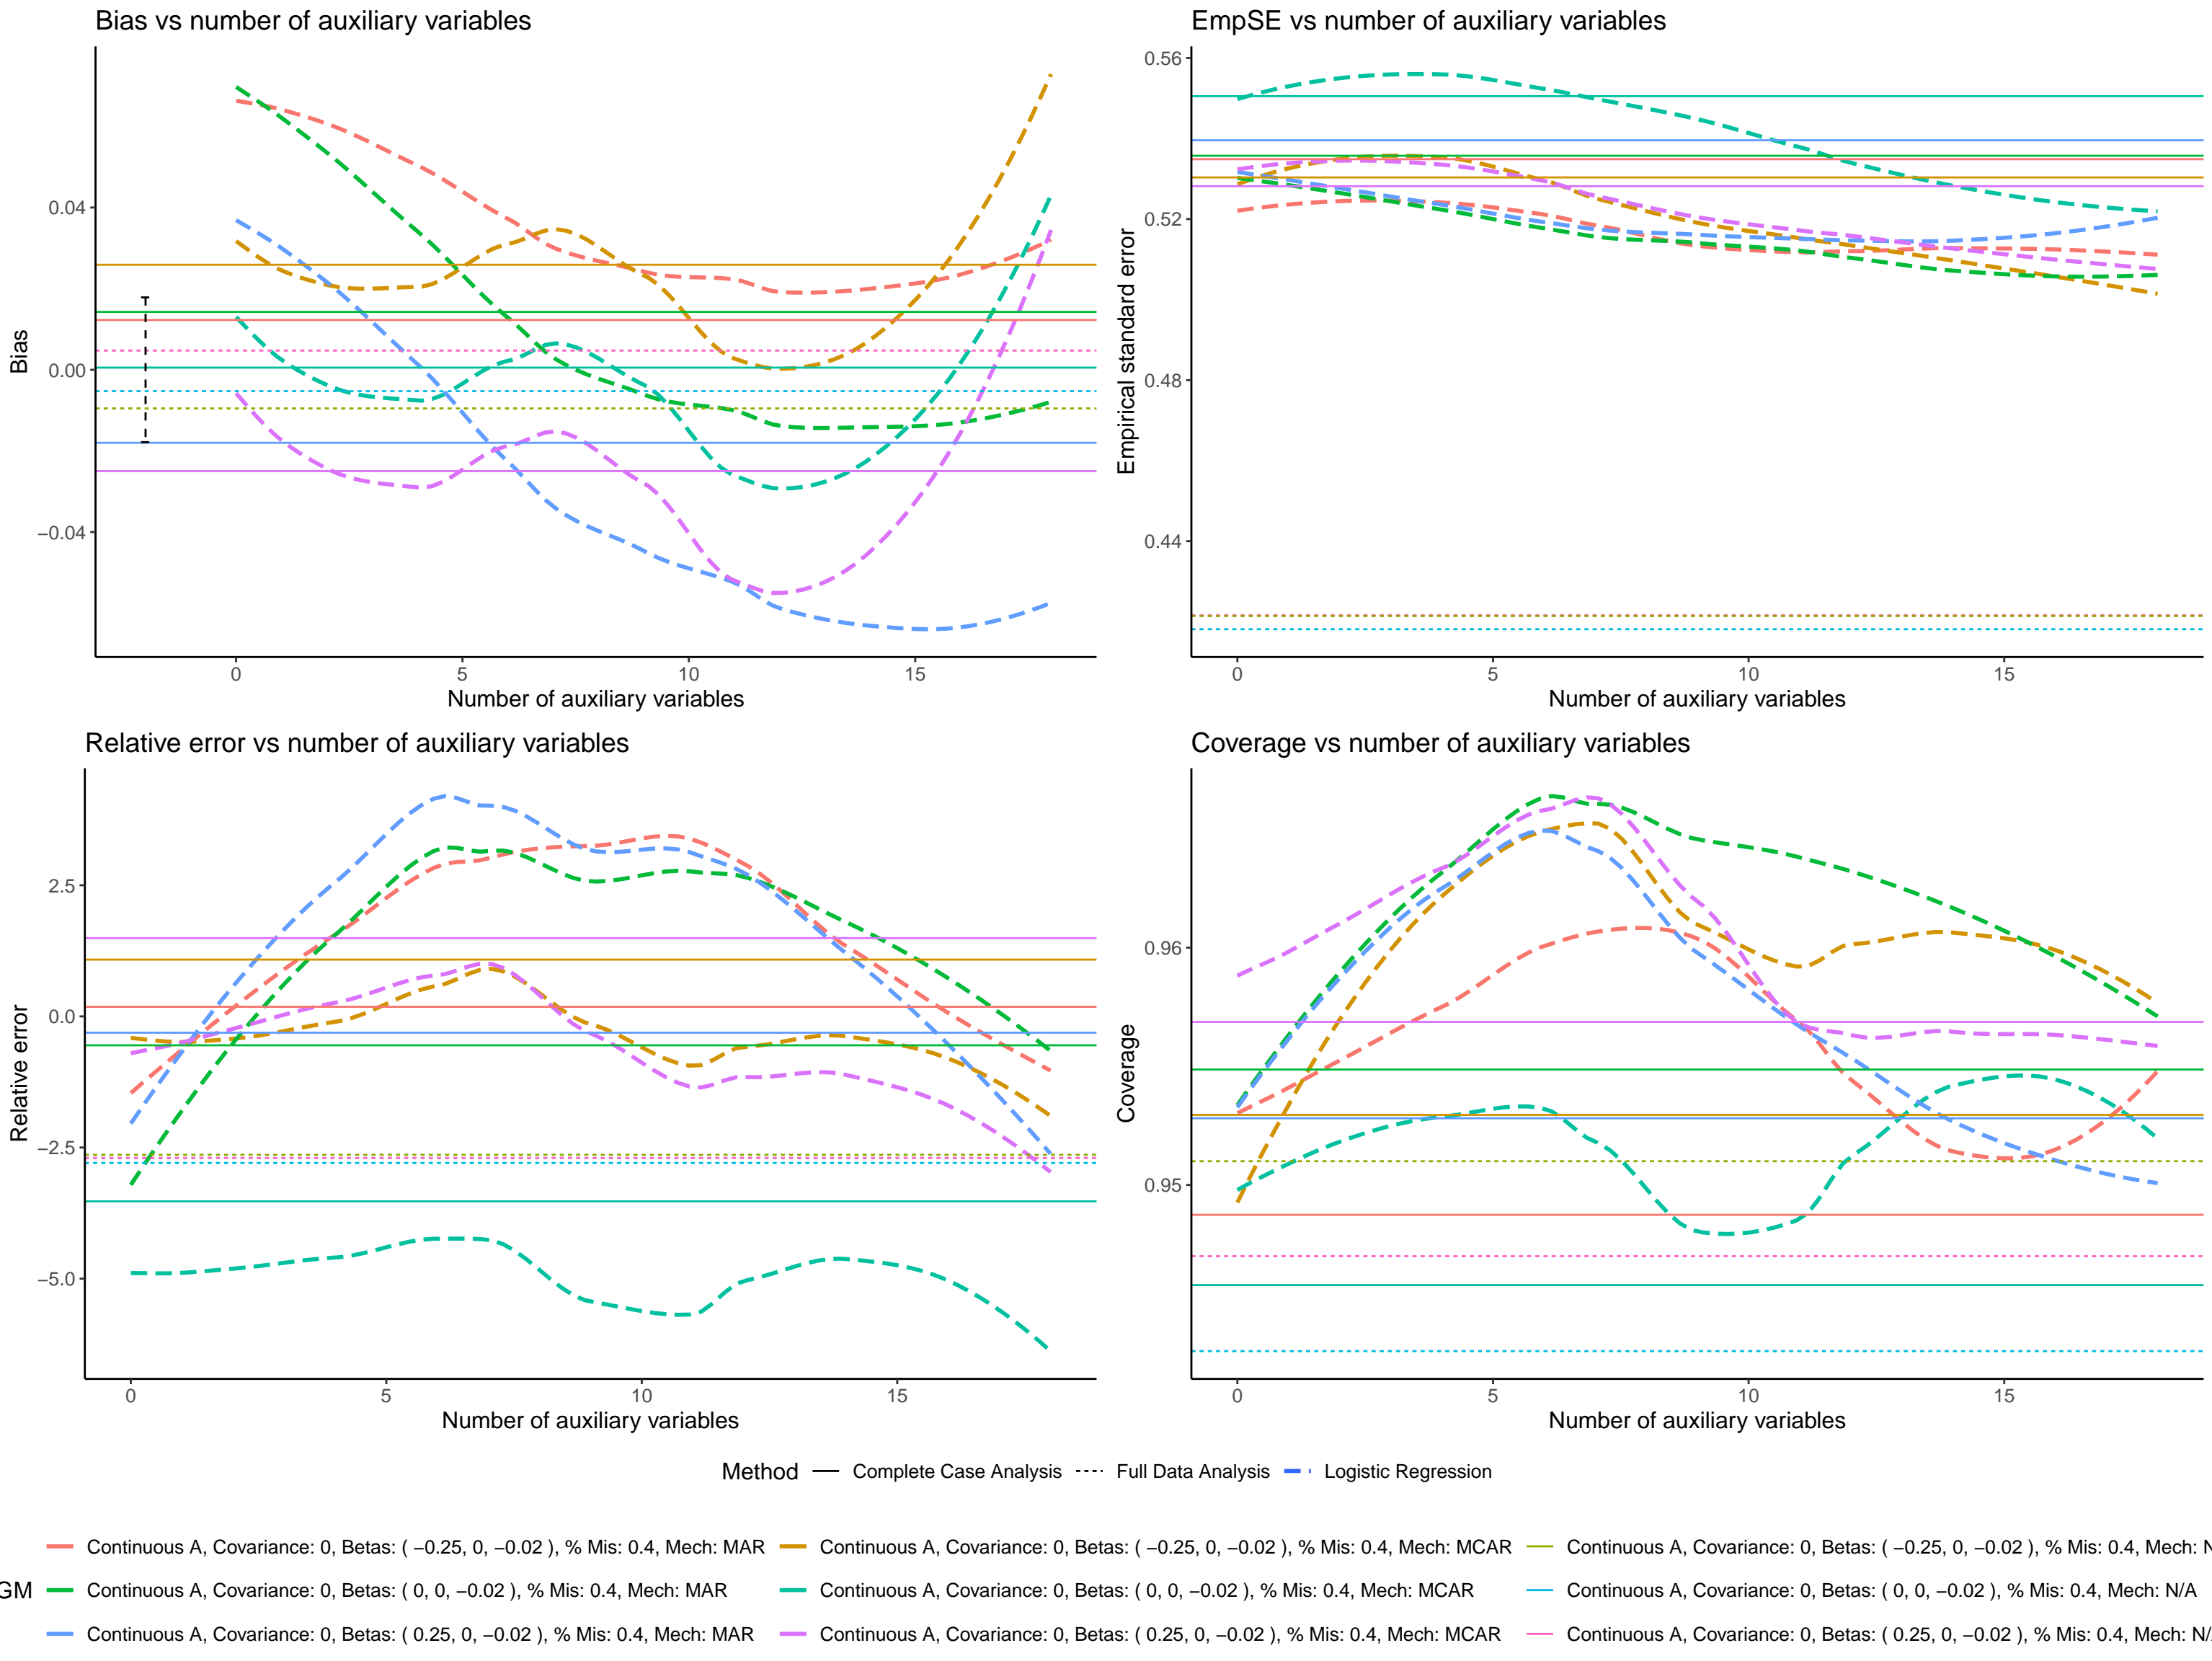 Bias vs number of auxiliary variables
0.04
0.00
−0.04
Bias
0 5 10 15
Number of auxiliary variables
EmpSE vs number of auxiliary variables
0.56
0.52
0.48
0.44
Empirical standard error
0 5 10 15
Number of auxiliary variables
Relative error vs number of auxiliary variables
2.5
0.0
−2.5
−5.0
Relative error
0 5 10 15
Number of auxiliary variables
Coverage vs number of auxiliary variables
0.96
0.95
Coverage
0 5 10 15
Number of auxiliary variables
Method Complete Case Analysis Full Data Analysis Logistic Regression
Continuous A, Covariance: 0, Betas: ( −0.25, 0, −0.02 ), % Mis: 0.4, Mech: MAR Continuous A, Covariance: 0, Betas: ( −0.25, 0, −0.02 ), % Mis: 0.4, Mech: MCAR Continuous A, Covariance: 0, Betas: ( −0.25, 0, −0.02 ), % Mis: 0.4, Mech: N
GM Continuous A, Covariance: 0, Betas: ( 0, 0, −0.02 ), % Mis: 0.4, Mech: MAR Continuous A, Covariance: 0, Betas: ( 0, 0, −0.02 ), % Mis: 0.4, Mech: MCAR Continuous A, Covariance: 0, Betas: ( 0, 0, −0.02 ), % Mis: 0.4, Mech: N/A
Continuous A, Covariance: 0, Betas: ( 0.25, 0, −0.02 ), % Mis: 0.4, Mech: MAR Continuous A, Covariance: 0, Betas: ( 0.25, 0, −0.02 ), % Mis: 0.4, Mech: MCAR Continuous A, Covariance: 0, Betas: ( 0.25, 0, −0.02 ), % Mis: 0.4, Mech: N/